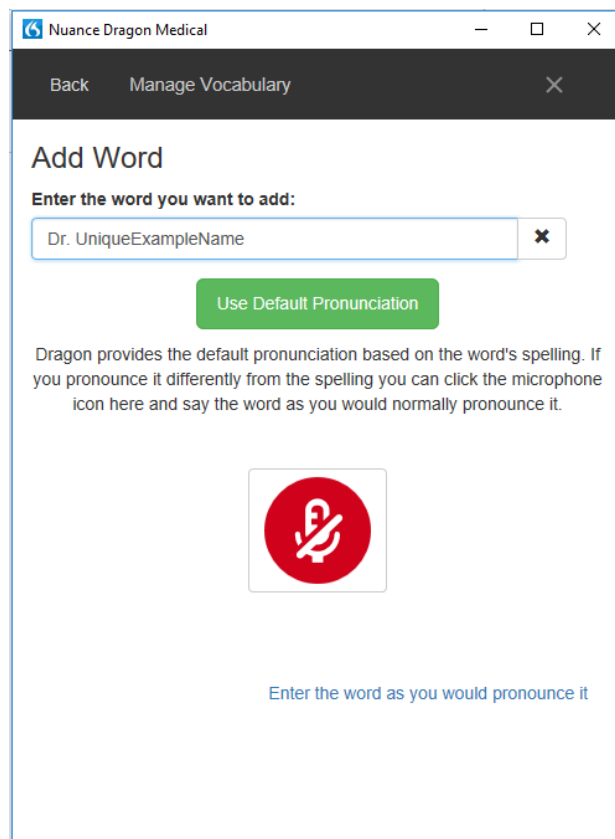 Nuance Dragon Medical
Back Manage Vocabulary
Add Word
Enter the word you want to add:
Dr. UniqueExampleName
Use Default Pronunciation
Dragon provides the default pronunciation based on the word's spelling. If
you pronounce it differently from the spelling you can click the microphone
icon here and say the word as you would normally pronounce it.
Enter the word as you would pronounce it